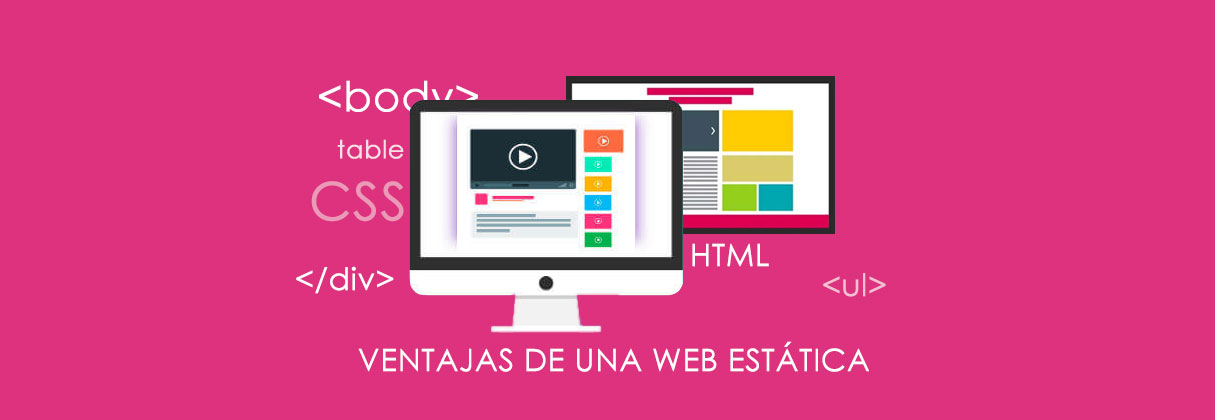 <body>
table
CSS
</div>
HTML
<ul>
VENTAJAS DE UNA WEB ESTÁTICA